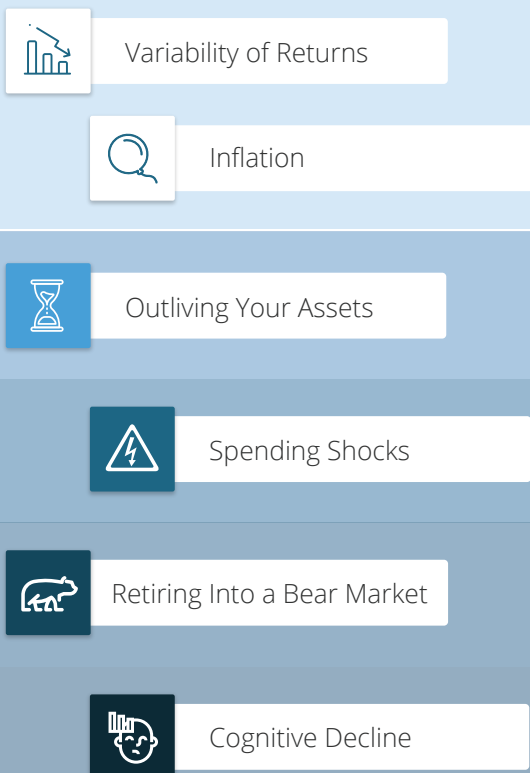 Variability of Returns
Inflation
Outliving Your Assets
Spending Shocks
Retiring Into a Bear Market
Cognitive Decline